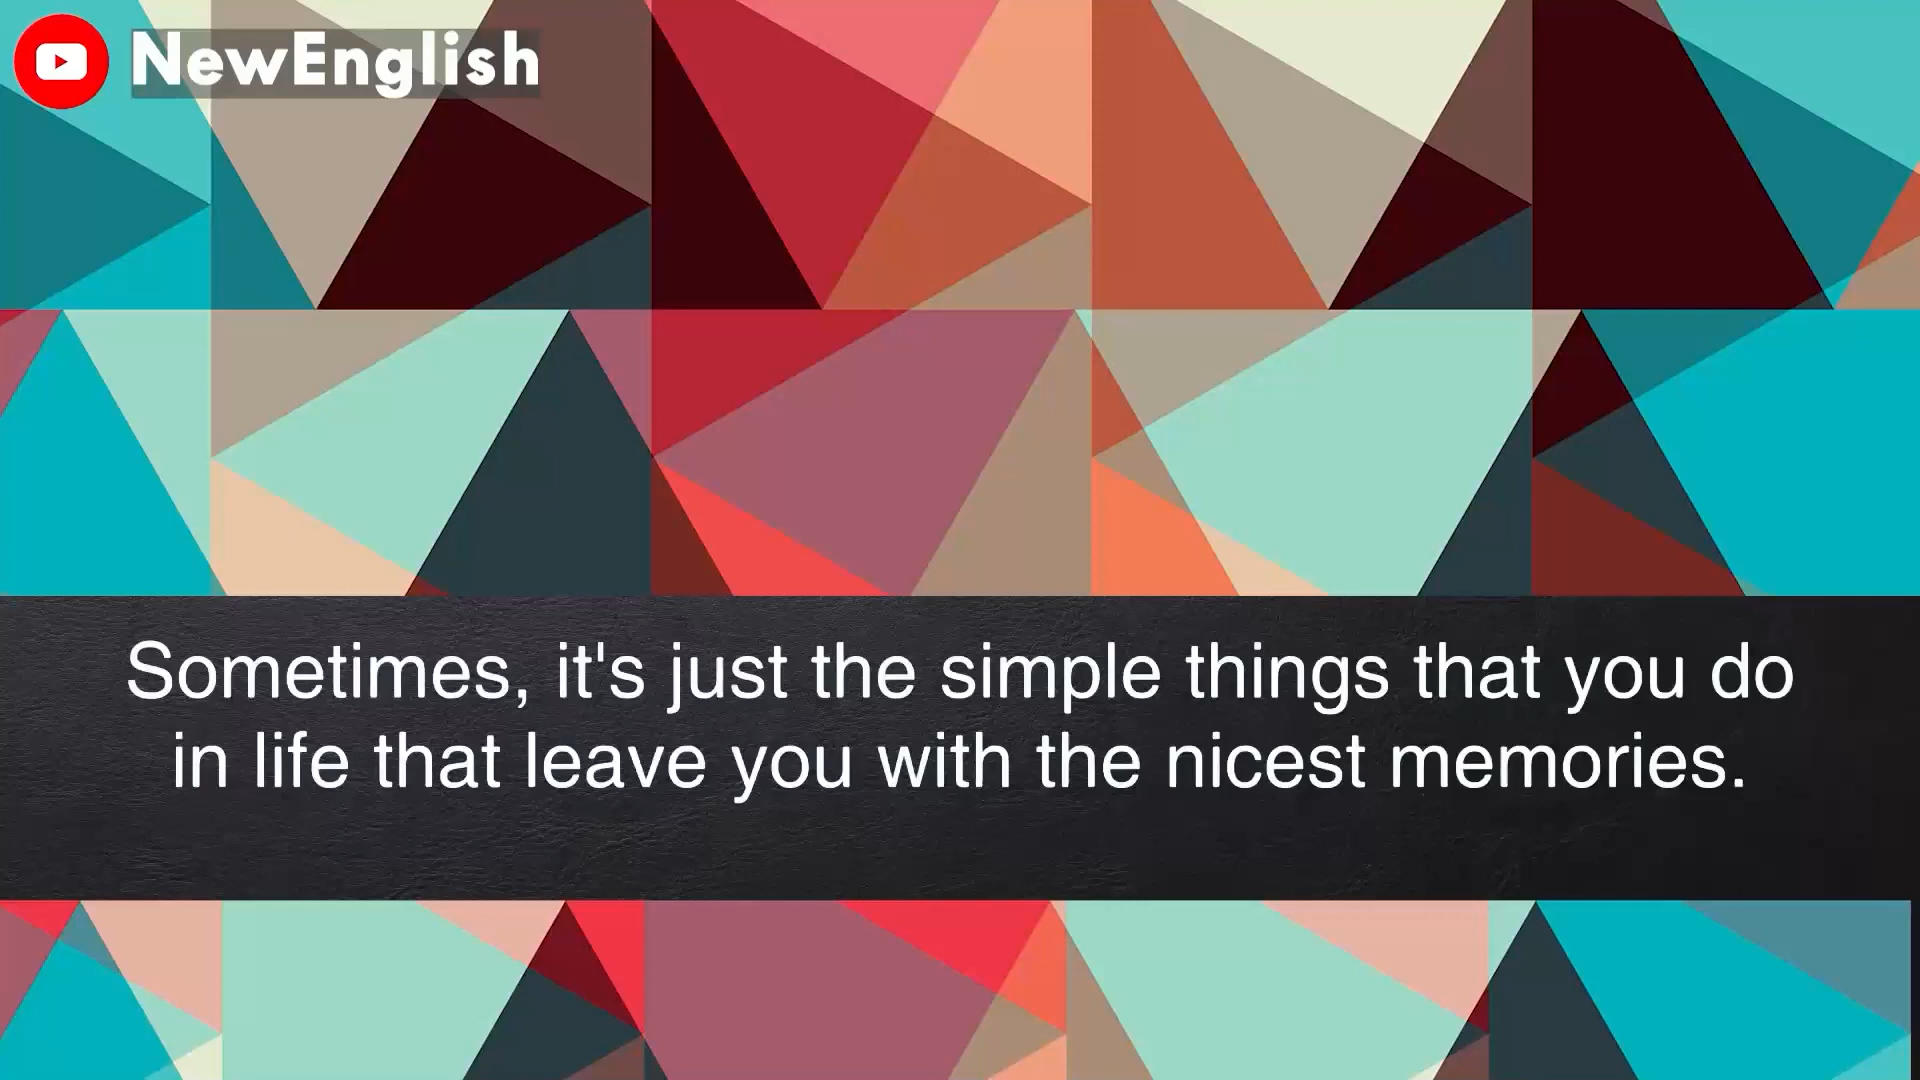 NewEnglish
Sometimes, it's just the simple things that you do
in life that leave you with the nicest memories.